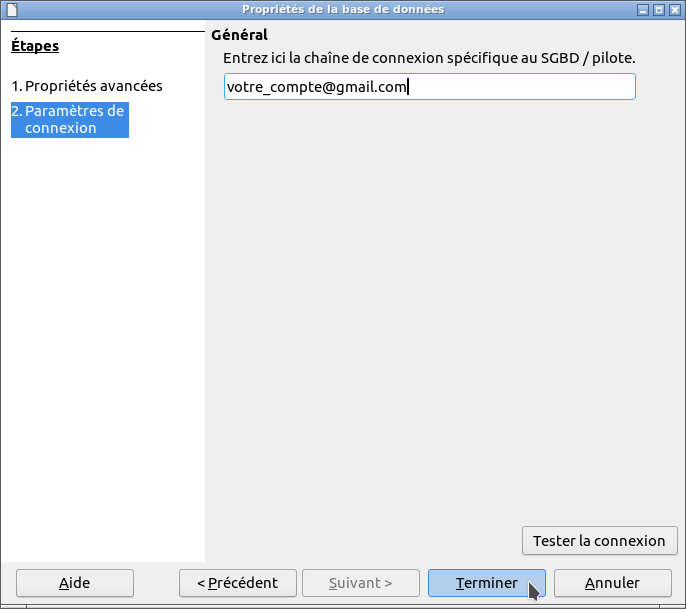 Propriétés de la base de données
Étapes
1. Propriétés avancées
2. Paramètres de
connexion
Général
Entrez ici la chaîne de connexion spécifique au SGBD / pilote.
votre_compte@gmail.com
Tester la connexion
Aide
< Précédent
Suivant >
Terminer
Annuler